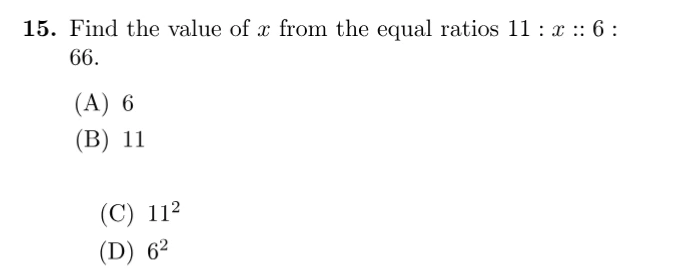 15. Find the value of x from the equal ratios 11 : x :: 6 :
66.
(A) 6
(B) 11
(C) 11²
(D) 6²